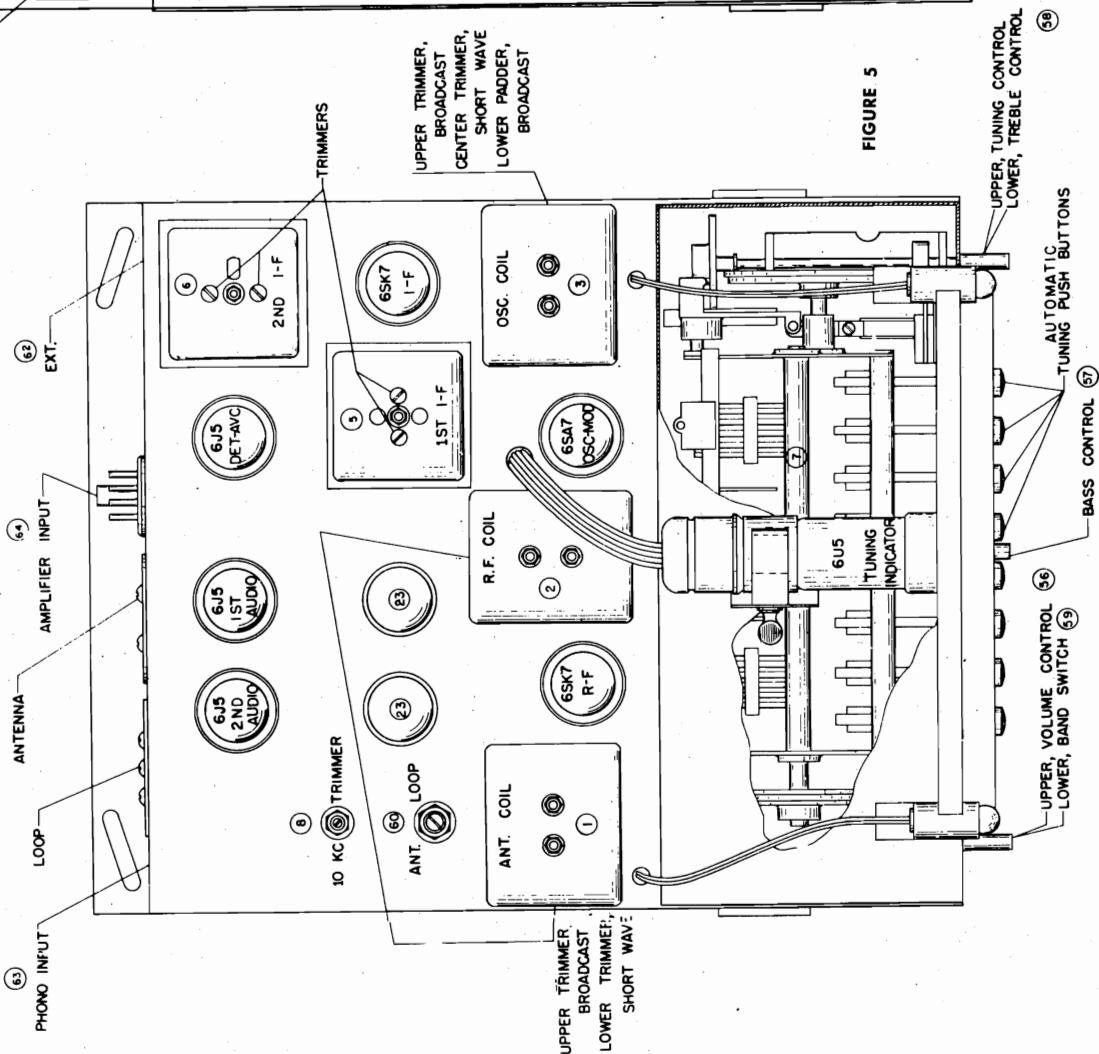 63
PHONO INPUT
LOOP
ANTENNA
64
AMPLIFIER INPUT
62
EXT.
6J5
2ND
AUDIO
6J5
1ST
AUDIO
6J5
DET-AVC
6
2ND I-F
TRIMMERS
8
10 KC TRIMMER
23
23
5
1ST I-F
6SK7
I-F
60
ANT. LOOP
ANT. COIL
1
6SK7
R-F
R.F. COIL
2
6SA7
OSC-MOD
OSC. COIL
3
UPPER TRIMMER,
BROADCAST
CENTER TRIMMER,
SHORT WAVE
LOWER PADDER,
BROADCAST
UPPER TRIMMER,
BROADCAST
LOWER TRIMMER,
SHORT WAVE
7
6U5
TUNING
INDICATOR
FIGURE 5
UPPER, VOLUME CONTROL 56
LOWER, BAND SWITCH 59
BASS CONTROL 57
AUTOMATIC
TUNING PUSH BUTTONS
UPPER, TUNING CONTROL
LOWER, TREBLE CONTROL
58